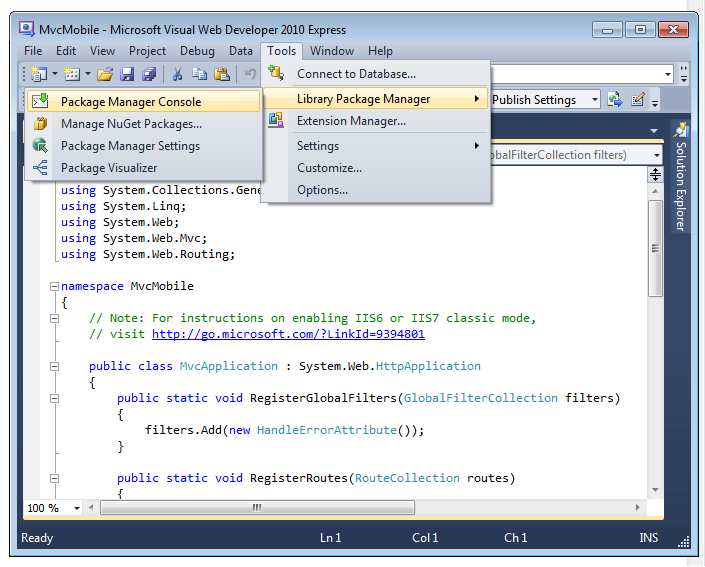 MvcMobile - Microsoft Visual Web Developer 2010 Express
File Edit View Project Debug Data Tools Window Help
Connect to Database...
Library Package Manager
Publish Settings
Extension Manager...
Settings
Customize...
Options...
Package Manager Console
Manage NuGet Packages...
Package Manager Settings
Package Visualizer
obalFilterCollection filters)
Solution Explorer
using System.Collections.Gene
using System.Linq;
using System.Web;
using System.Web.Mvc;
using System.Web.Routing;
namespace MvcMobile
{
// Note: For instructions on enabling IIS6 or IIS7 classic mode,
// visit http://go.microsoft.com/?LinkId=9394801
public class MvcApplication : System.Web.HttpApplication
{
public static void RegisterGlobalFilters(GlobalFilterCollection filters)
{
filters.Add(new HandleErrorAttribute());
}
public static void RegisterRoutes(RouteCollection routes)
{
100 %
Ready Ln 1 Col 1 Ch 1 INS